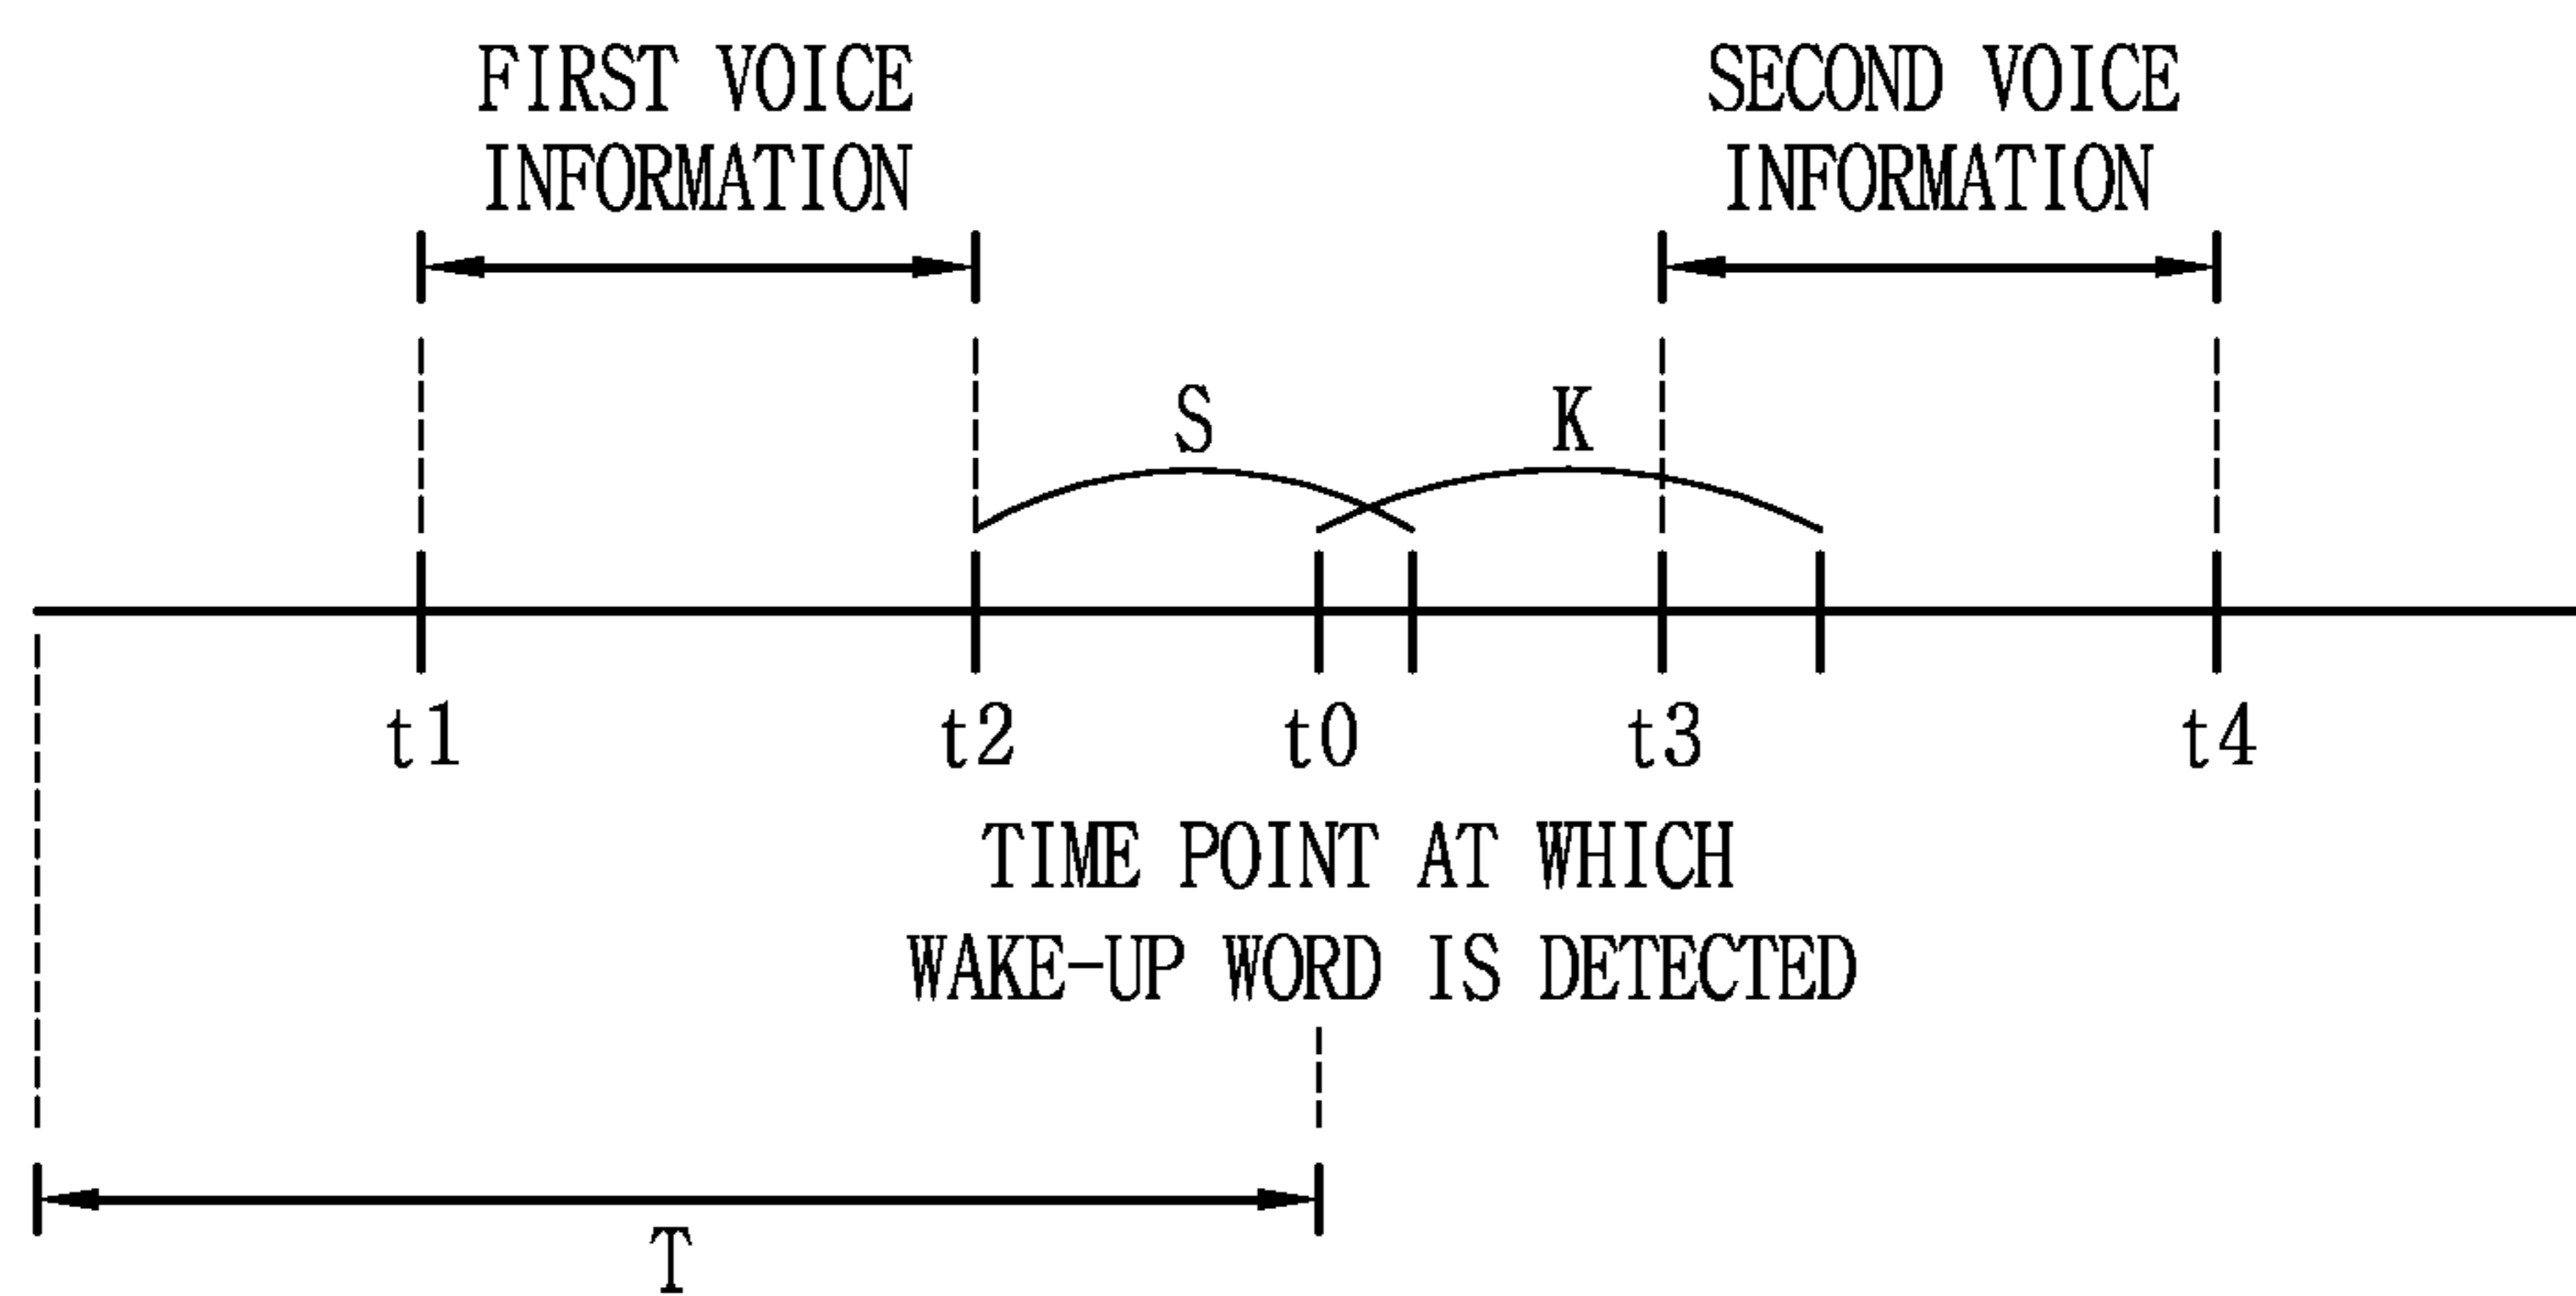 FIRST VOICE
INFORMATION
SECOND VOICE
INFORMATION
S
K
t1
t2
t0
t3
t4
TIME POINT AT WHICH
WAKE-UP WORD IS DETECTED
T